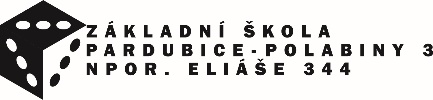 ZÁKLADNÍ ŠKOLA
PARDUBICE-POLABINY 3
NPOR. ELIÁŠE 344